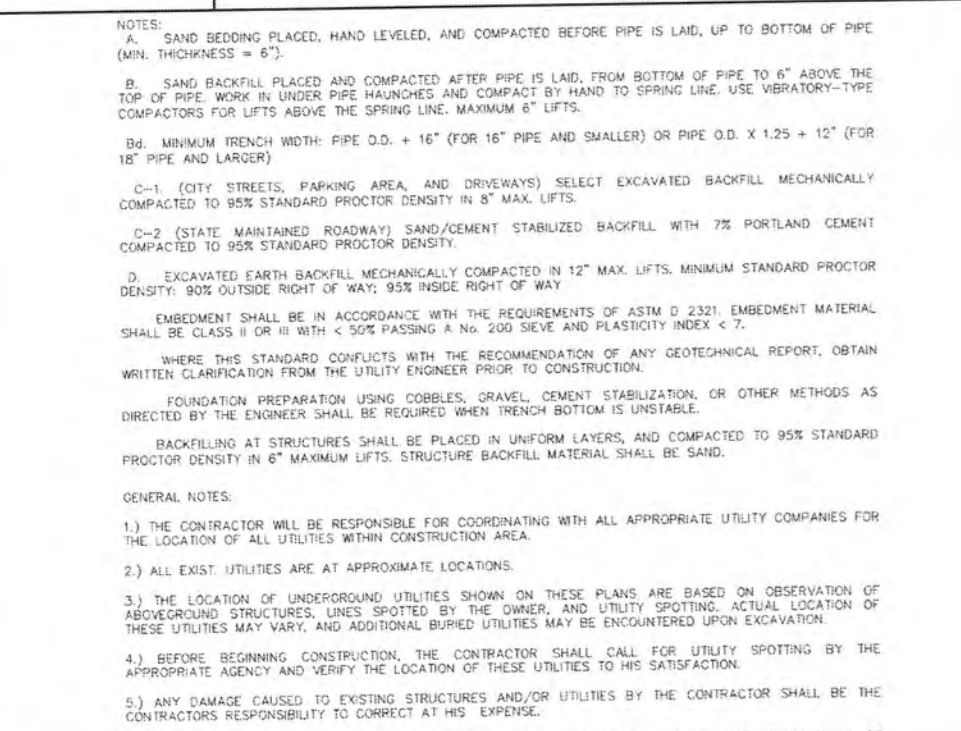 NOTES:
A. SAND BEDDING PLACED, HAND LEVELED, AND COMPACTED BEFORE PIPE IS LAID, UP TO BOTTOM OF PIPE
(MIN. THICHKNESS = 6").
B. SAND BACKFILL PLACED AND COMPACTED AFTER PIPE IS LAID, FROM BOTTOM OF PIPE TO 6" ABOVE THE
TOP OF PIPE. WORK IN UNDER PIPE HAUNCHES AND COMPACT BY HAND TO SPRING LINE. USE VIBRATORY-TYPE
COMPACTORS FOR LIFTS ABOVE THE SPRING LINE. MAXIMUM 6" LIFTS.
Bd. MINIMUM TRENCH WIDTH: PIPE O.D. + 16" (FOR 16" PIPE AND SMALLER) OR PIPE O.D. X 1.25 + 12" (FOR
18" PIPE AND LARGER)
C-1. (CITY STREETS, PARKING AREA, AND DRIVEWAYS) SELECT EXCAVATED BACKFILL MECHANICALLY
COMPACTED TO 95% STANDARD PROCTOR DENSITY IN 8" MAX. LIFTS.
C-2 (STATE MAINTAINED ROADWAY) SAND/CEMENT STABILIZED BACKFILL WITH 7% PORTLAND CEMENT
COMPACTED TO 95% STANDARD PROCTOR DENSITY.
D. EXCAVATED EARTH BACKFILL MECHANICALLY COMPACTED IN 12" MAX. LIFTS. MINIMUM STANDARD PROCTOR
DENSITY: 90% OUTSIDE RIGHT OF WAY; 95% INSIDE RIGHT OF WAY
EMBEDMENT SHALL BE IN ACCORDANCE WITH THE REQUIREMENTS OF ASTM D 2321. EMBEDMENT MATERIAL
SHALL BE CLASS II OR III WITH < 50% PASSING A No. 200 SIEVE AND PLASTICITY INDEX < 7.
WHERE THIS STANDARD CONFLICTS WITH THE RECOMMENDATION OF ANY GEOTECHNICAL REPORT, OBTAIN
WRITTEN CLARIFICATION FROM THE UTILITY ENGINEER PRIOR TO CONSTRUCTION.
FOUNDATION PREPARATION USING COBBLES, GRAVEL, CEMENT STABILIZATION, OR OTHER METHODS AS
DIRECTED BY THE ENGINEER SHALL BE REQUIRED WHEN TRENCH BOTTOM IS UNSTABLE.
BACKFILLING AT STRUCTURES SHALL BE PLACED IN UNIFORM LAYERS, AND COMPACTED TO 95% STANDARD
PROCTOR DENSITY IN 6" MAXIMUM LIFTS. STRUCTURE BACKFILL MATERIAL SHALL BE SAND.
GENERAL NOTES:
1.) THE CONTRACTOR WILL BE RESPONSIBLE FOR COORDINATING WITH ALL APPROPRIATE UTILITY COMPANIES FOR
THE LOCATION OF ALL UTILITIES WITHIN CONSTRUCTION AREA.
2.) ALL EXIST. UTILITIES ARE AT APPROXIMATE LOCATIONS.
3.) THE LOCATION OF UNDERGROUND UTILITIES SHOWN ON THESE PLANS ARE BASED ON OBSERVATION OF
ABOVEGROUND STRUCTURES, LINES SPOTTED BY THE OWNER, AND UTILITY SPOTTING. ACTUAL LOCATION OF
THESE UTILITIES MAY VARY, AND ADDITIONAL BURIED UTILITIES MAY BE ENCOUNTERED UPON EXCAVATION.
4.) BEFORE BEGINNING CONSTRUCTION, THE CONTRACTOR SHALL CALL FOR UTILITY SPOTTING BY THE
APPROPRIATE AGENCY AND VERIFY THE LOCATION OF THESE UTILITIES TO HIS SATISFACTION.
5.) ANY DAMAGE CAUSED TO EXISTING STRUCTURES AND/OR UTILITIES BY THE CONTRACTOR SHALL BE THE
CONTRACTORS RESPONSIBILITY TO CORRECT AT HIS EXPENSE.